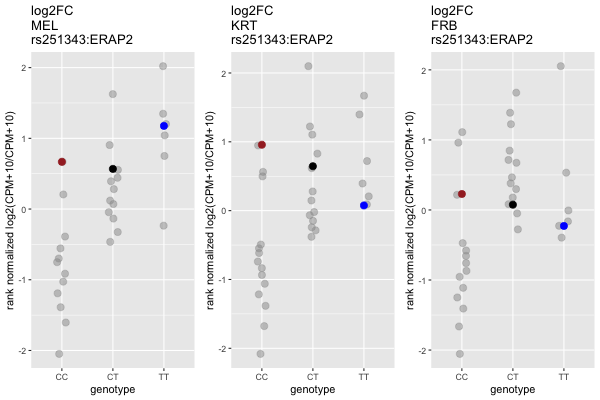 log2FC
MEL
rs251343:ERAP2
rank normalized log2(CPM+10/CPM+10)
2
1
0
-1
-2
CC
CT
TT
genotype
log2FC
KRT
rs251343:ERAP2
rank normalized log2(CPM+10/CPM+10)
2
1
0
-1
-2
CC
CT
TT
genotype
log2FC
FRB
rs251343:ERAP2
rank normalized log2(CPM+10/CPM+10)
2
1
0
-1
-2
CC
CT
TT
genotype